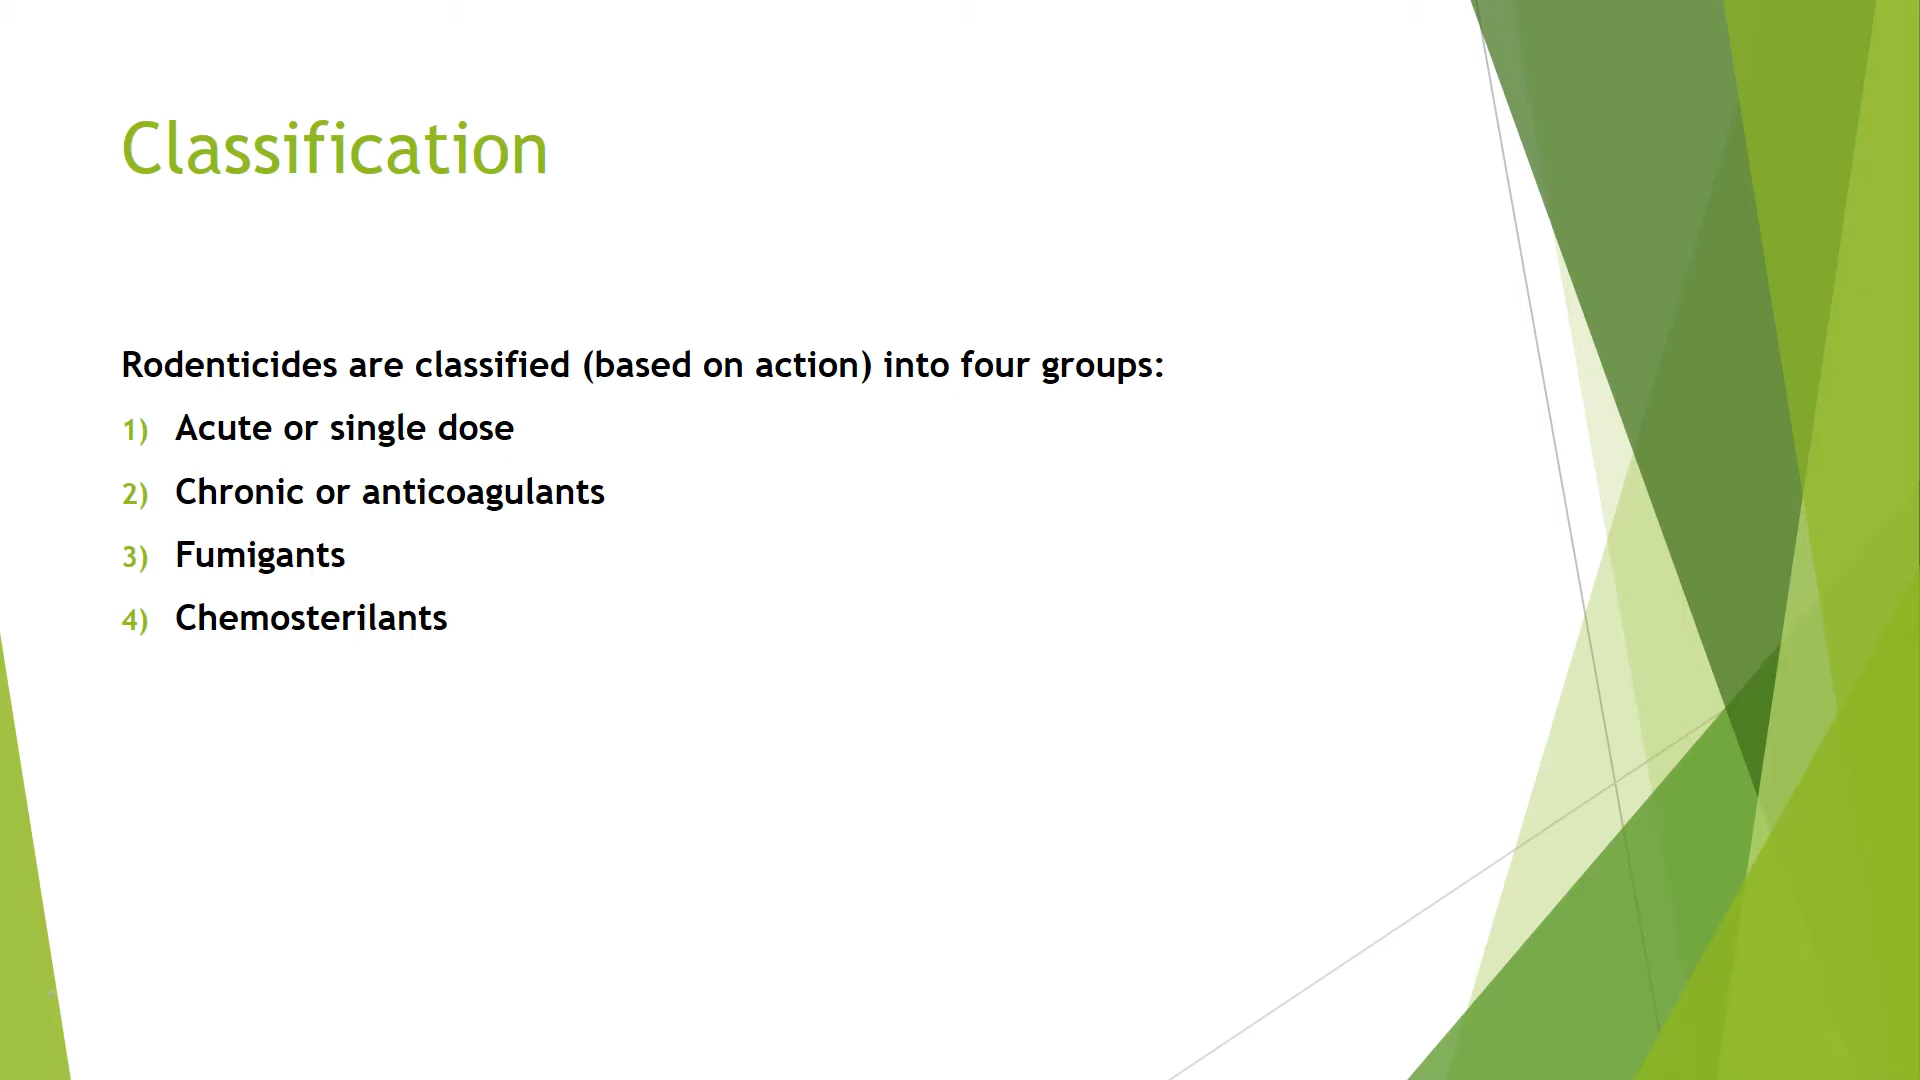 Classification
Rodenticides are classified (based on action) into four groups:
1) Acute or single dose
2) Chronic or anticoagulants
3) Fumigants
4) Chemosterilants